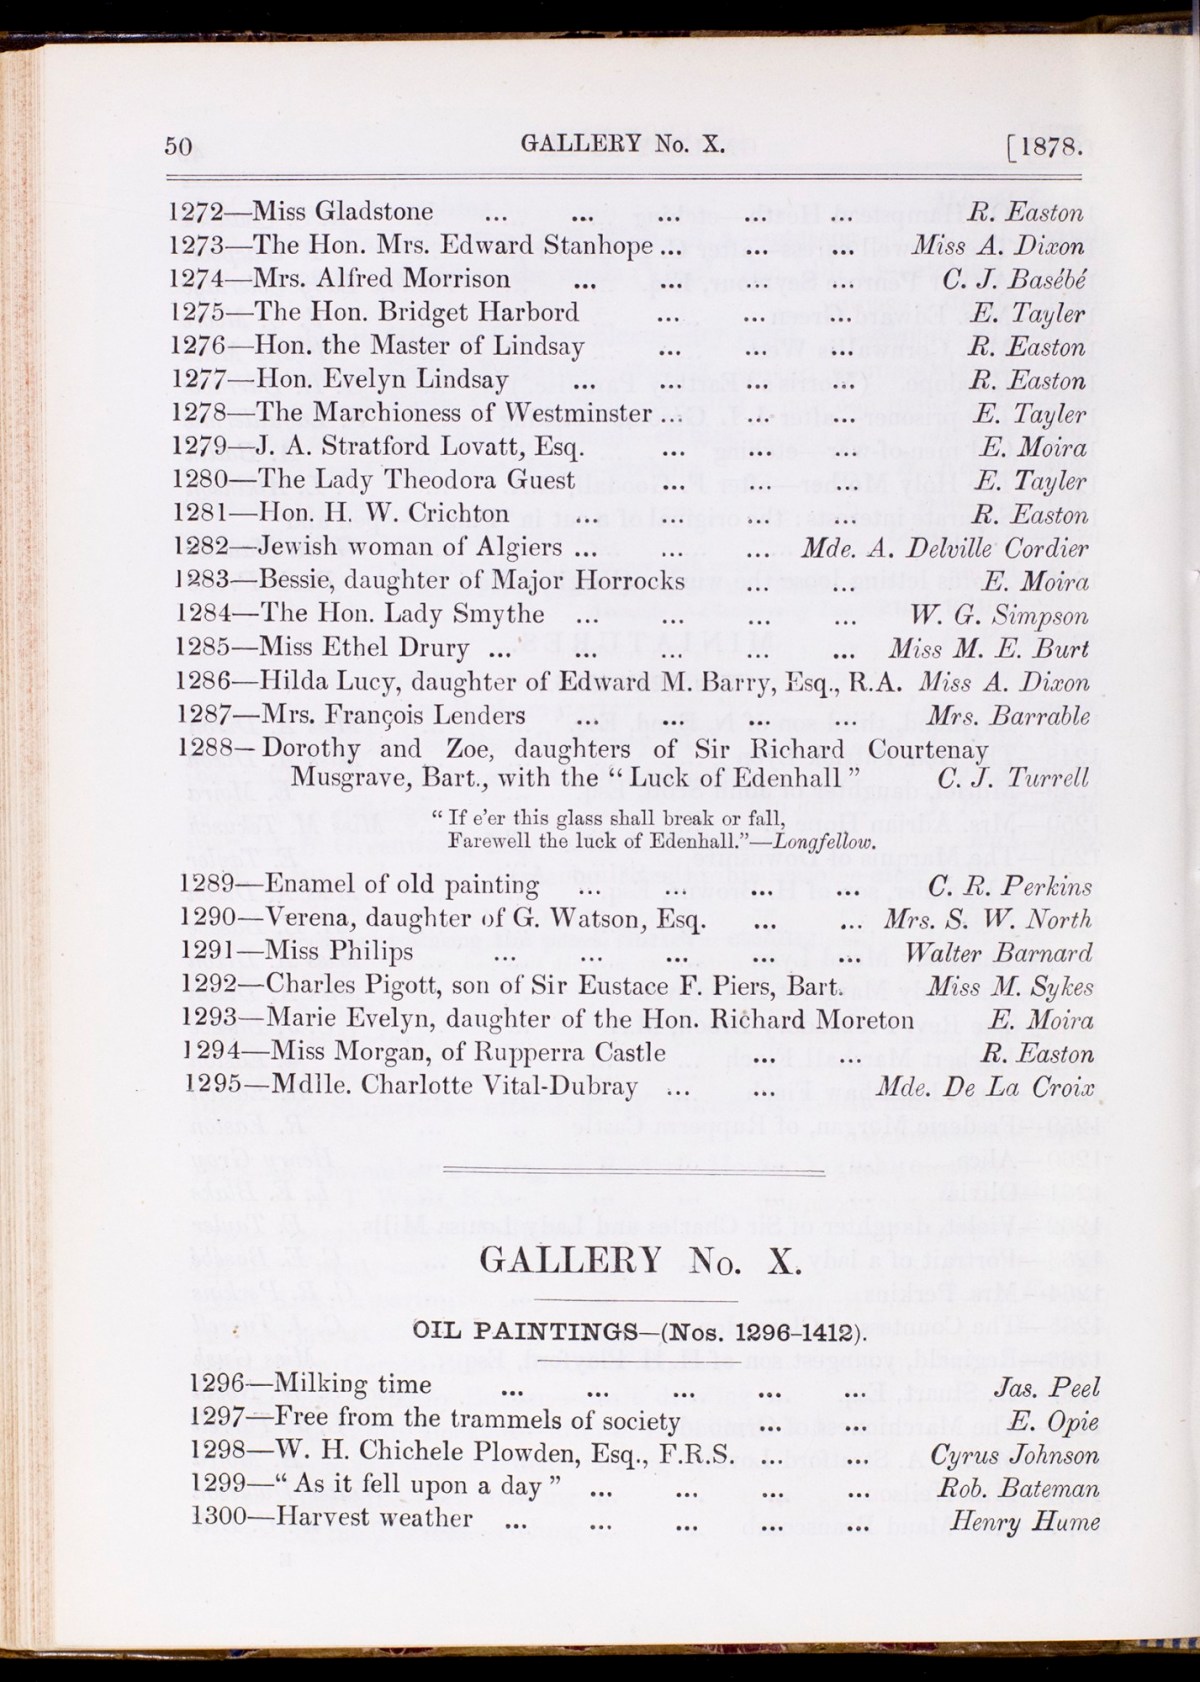 50 GALLERY No. X. [1878.
1272—Miss Gladstone ... ... ... ... ... R. Easton
1273—The Hon. Mrs. Edward Stanhope ... ... ... Miss A. Dixon
1274—Mrs. Alfred Morrison ... ... ... ... C. J. Basébé
1275—The Hon. Bridget Harbord ... ... ... E. Tayler
1276—Hon. the Master of Lindsay ... ... ... R. Easton
1277—Hon. Evelyn Lindsay ... ... ... ... R. Easton
1278—The Marchioness of Westminster ... ... ... E. Tayler
1279—J. A. Stratford Lovatt, Esq. ... ... ... E. Moira
1280—The Lady Theodora Guest ... ... ... E. Tayler
1281—Hon. H. W. Crichton ... ... ... ... R. Easton
1282—Jewish woman of Algiers ... ... ... Mde. A. Delville Cordier
1283—Bessie, daughter of Major Horrocks ... ... E. Moira
1284—The Hon. Lady Smythe ... ... ... ... W. G. Simpson
1285—Miss Ethel Drury ... ... ... ... ... Miss M. E. Burt
1286—Hilda Lucy, daughter of Edward M. Barry, Esq., R.A. Miss A. Dixon
1287—Mrs. François Lenders ... ... ... ... Mrs. Barrable
1288—Dorothy and Zoe, daughters of Sir Richard Courtenay
Musgrave, Bart., with the “Luck of Edenhall” C. J. Turrell
“If e'er this glass shall break or fall,
Farewell the luck of Edenhall.”—Longfellow.
1289—Enamel of old painting ... ... ... ... C. R. Perkins
1290—Verena, daughter of G. Watson, Esq. ... ... Mrs. S. W. North
1291—Miss Philips ... ... ... ... ... Walter Barnard
1292—Charles Pigott, son of Sir Eustace F. Piers, Bart. Miss M. Sykes
1293—Marie Evelyn, daughter of the Hon. Richard Moreton E. Moira
1294—Miss Morgan, of Rupperra Castle ... ... R. Easton
1295—Mdlle. Charlotte Vital-Dubray ... ... Mde. De La Croix
GALLERY No. X.
OIL PAINTINGS—(Nos. 1296-1412).
1296—Milking time ... ... ... ... ... Jas. Peel
1297—Free from the trammels of society ... ... E. Opie
1298—W. H. Chichele Plowden, Esq., F.R.S. ... ... Cyrus Johnson
1299—“As it fell upon a day” ... ... ... ... Rob. Bateman
1300—Harvest weather ... ... ... ... ... Henry Hume